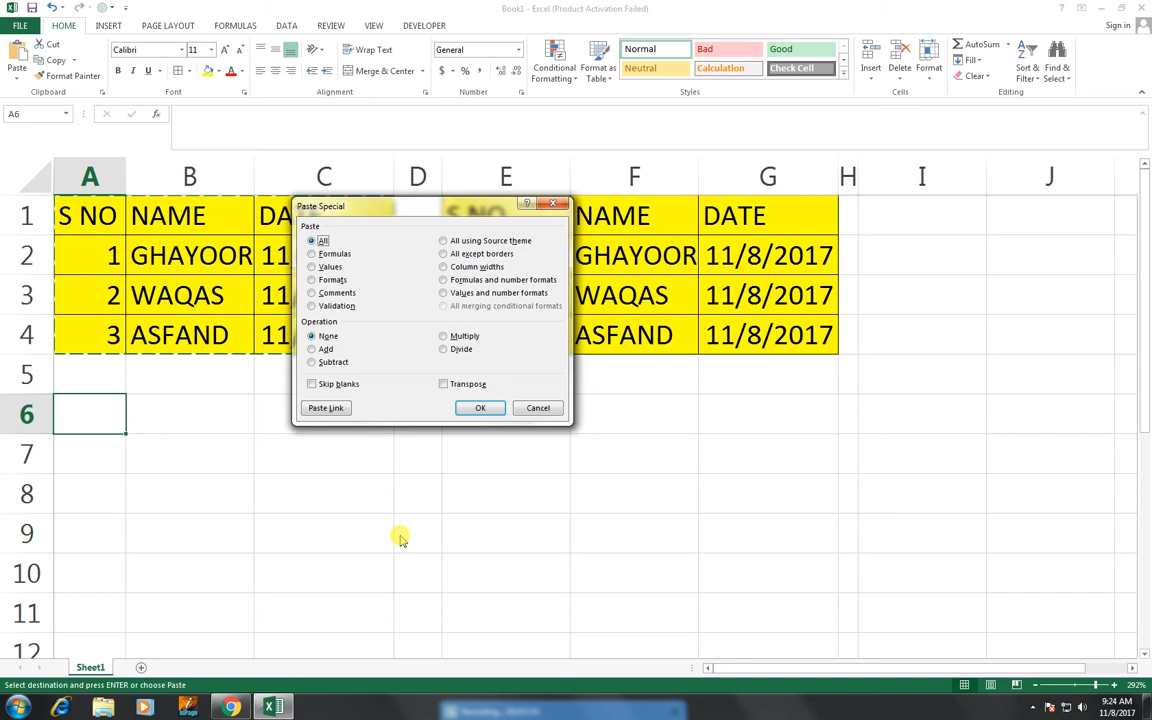 Book1 - Excel (Product Activation Failed)
Sign in
FILE HOME INSERT PAGE LAYOUT FORMULAS DATA REVIEW VIEW DEVELOPER
Paste Cut Copy Format Painter
Clipboard
Calibri 11
B I U A
Font
Wrap Text
Merge & Center
Alignment
General
$ % ,
Number
Conditional Formatting
Format as Table
Normal Bad Good
Neutral Calculation Check Cell
Styles
Insert Delete Format
Cells
AutoSum
Fill
Clear
Sort & Filter
Find & Select
Editing
A6 fx
A B C D E F G H I J
1 S NO NAME DA S NO NAME DATE
2 1 GHAYOOR 11 GHAYOOR 11/8/2017
3 2 WAQAS 11 WAQAS 11/8/2017
4 3 ASFAND 11 ASFAND 11/8/2017
5
6
7
8
9
10
11
12
Paste Special
Paste
All All using Source theme
Formulas All except borders
Values Column widths
Formats Formulas and number formats
Comments Values and number formats
Validation All merging conditional formats
Operation
None Multiply
Add Divide
Subtract
Skip blanks Transpose
Paste Link OK Cancel
Sheet1
Select destination and press ENTER or choose Paste
292%
9:24 AM
11/8/2017